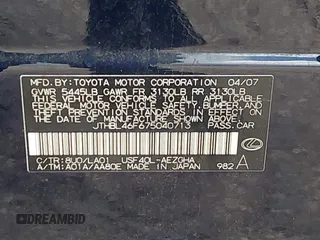 MFD.BY:TOYOTA MOTOR CORPORATION 04/07
GVWR 5445LB GAWR FR 3130LB RR 3130LB
THIS VEHICLE CONFORMS TO ALL APPLICABLE
FEDERAL MOTOR VEHICLE SAFETY, BUMPER, AND
THEFT PREVENTION STANDARDS IN EFFECT ON
THE DATE OF MANUFACTURE SHOWN ABOVE.
JTHBL46F675040713 PASS.CAR
C/TR:8U0/LA01 USF40L-AEZGHA
A/TM:A01A/AA80E MADE IN JAPAN 982 A
DREAMBID